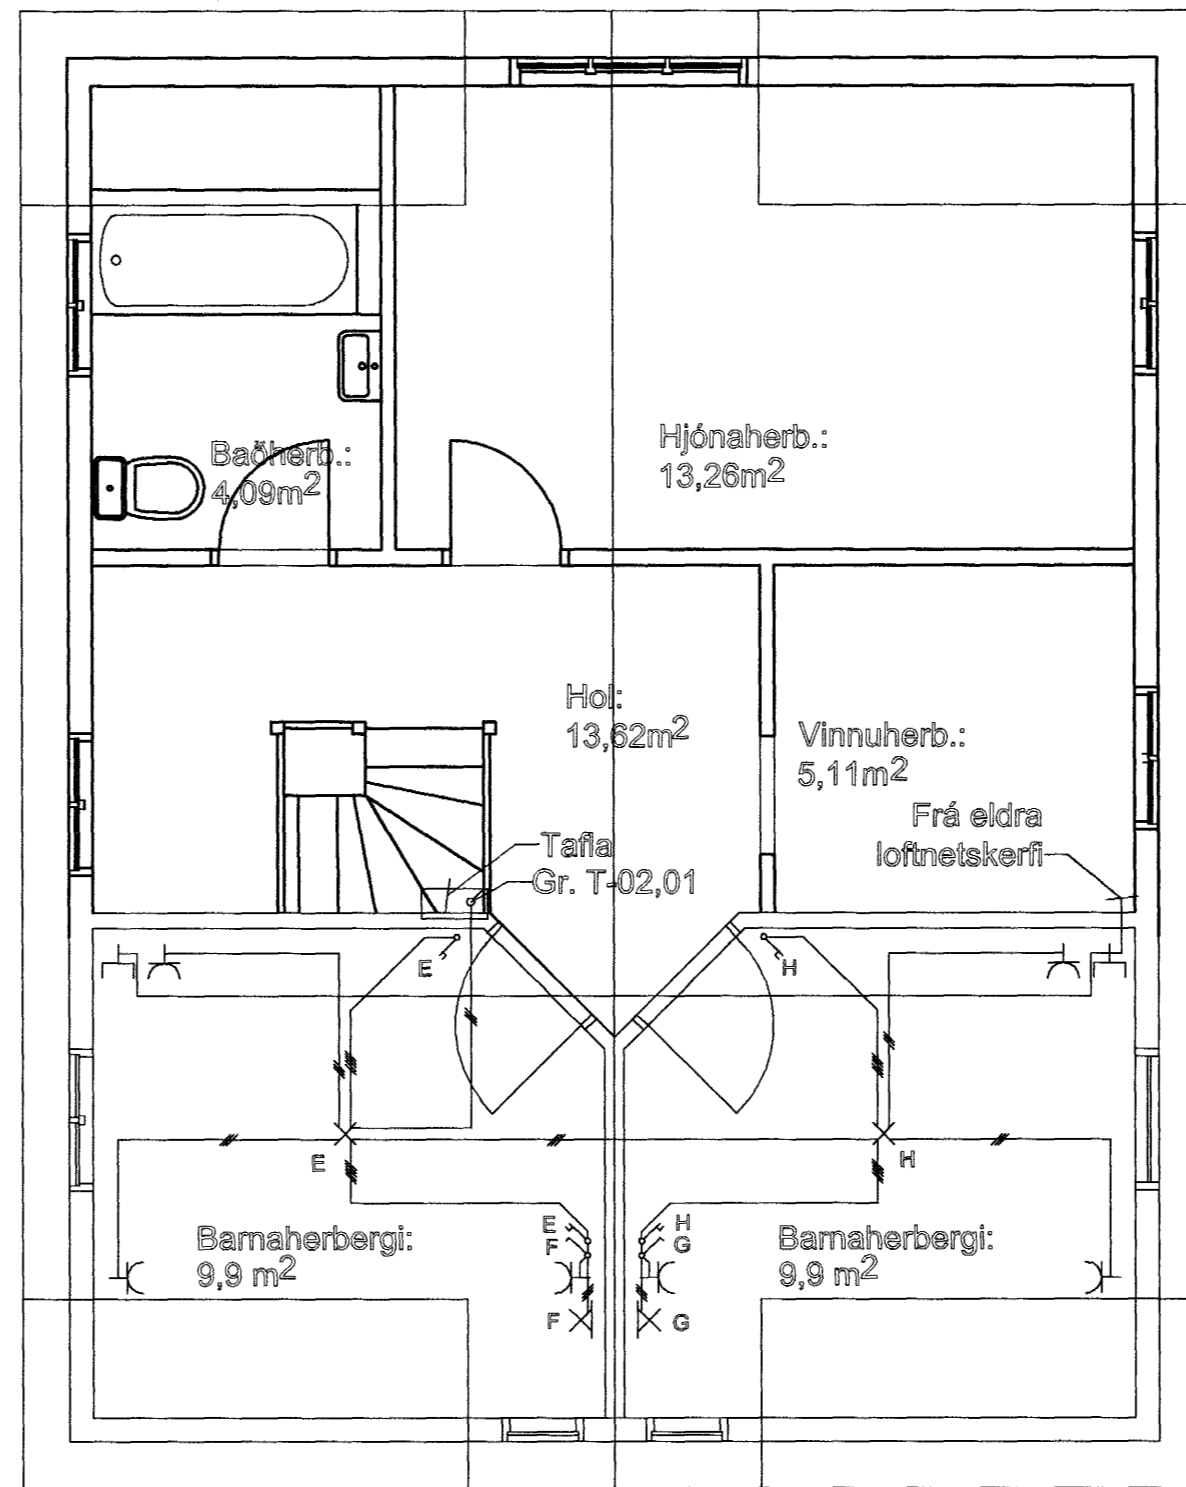 Baðherb.:
4,09m²
Hjónaherb.:
13,26m²
Hol:
13,62m²
Vinnuherb.:
5,11m²
Frá eldra
loftnetskerfi
Tafla
Gr. T-02,01
E
H
E
H
Barnaherbergi:
9,9 m²
E
F
F
H
G
G
Barnaherbergi:
9,9 m²